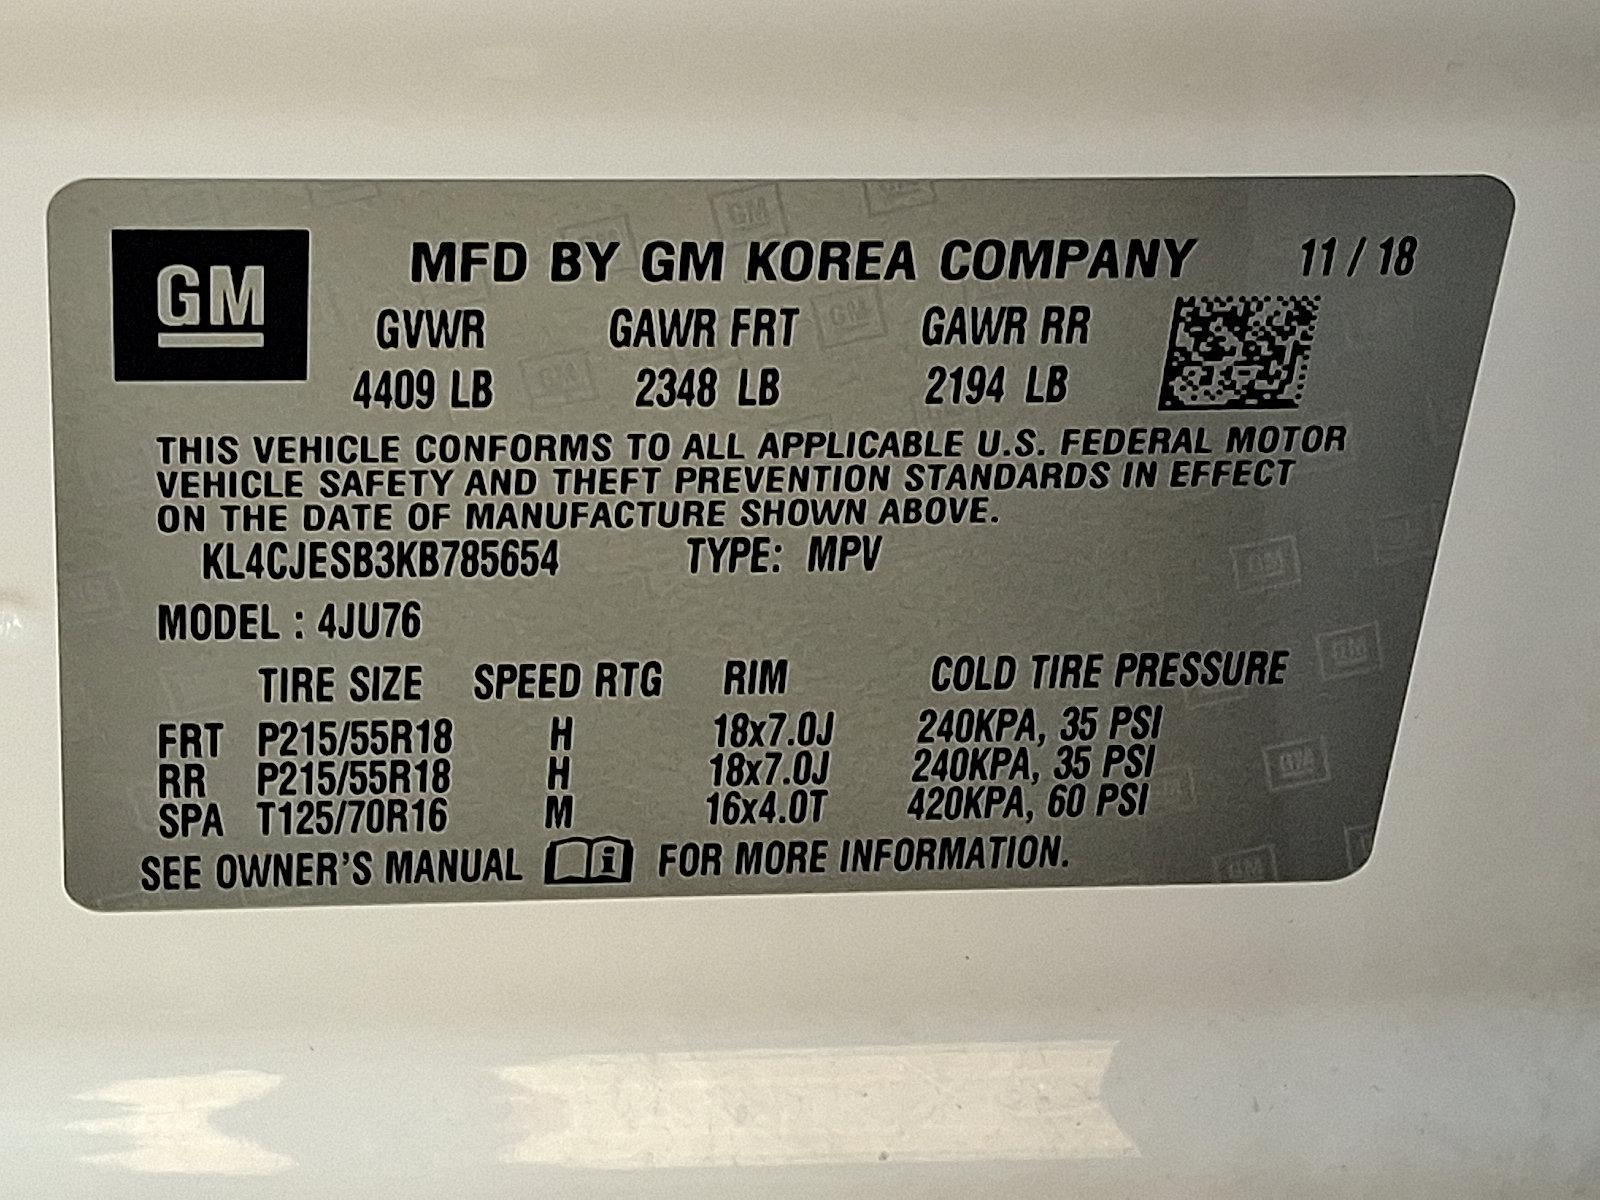 GM
MFD BY GM KOREA COMPANY 11 / 18
GVWR GAWR FRT GAWR RR
4409 LB 2348 LB 2194 LB
THIS VEHICLE CONFORMS TO ALL APPLICABLE U.S. FEDERAL MOTOR
VEHICLE SAFETY AND THEFT PREVENTION STANDARDS IN EFFECT
ON THE DATE OF MANUFACTURE SHOWN ABOVE.
KL4CJESB3KB785654 TYPE: MPV
MODEL : 4JU76
TIRE SIZE SPEED RTG RIM COLD TIRE PRESSURE
FRT P215/55R18 H 18x7.0J 240KPA, 35 PSI
RR P215/55R18 H 18x7.0J 240KPA, 35 PSI
SPA T125/70R16 M 16x4.0T 420KPA, 60 PSI
SEE OWNER'S MANUAL i FOR MORE INFORMATION.